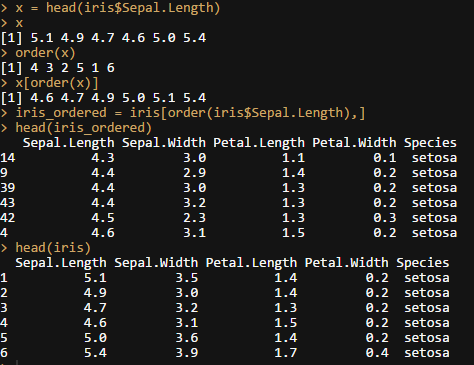 > x = head(iris$Sepal.Length)
> x
[1] 5.1 4.9 4.7 4.6 5.0 5.4
> order(x)
[1] 4 3 2 5 1 6
> x[order(x)]
[1] 4.6 4.7 4.9 5.0 5.1 5.4
> iris_ordered = iris[order(iris$Sepal.Length),]
> head(iris_ordered)
   Sepal.Length Sepal.Width Petal.Length Petal.Width Species
14          4.3         3.0          1.1         0.1  setosa
9           4.4         2.9          1.4         0.2  setosa
39          4.4         3.0          1.3         0.2  setosa
43          4.4         3.2          1.3         0.2  setosa
42          4.5         2.3          1.3         0.3  setosa
4           4.6         3.1          1.5         0.2  setosa
> head(iris)
  Sepal.Length Sepal.Width Petal.Length Petal.Width Species
1          5.1         3.5          1.4         0.2  setosa
2          4.9         3.0          1.4         0.2  setosa
3          4.7         3.2          1.3         0.2  setosa
4          4.6         3.1          1.5         0.2  setosa
5          5.0         3.6          1.4         0.2  setosa
6          5.4         3.9          1.7         0.4  setosa